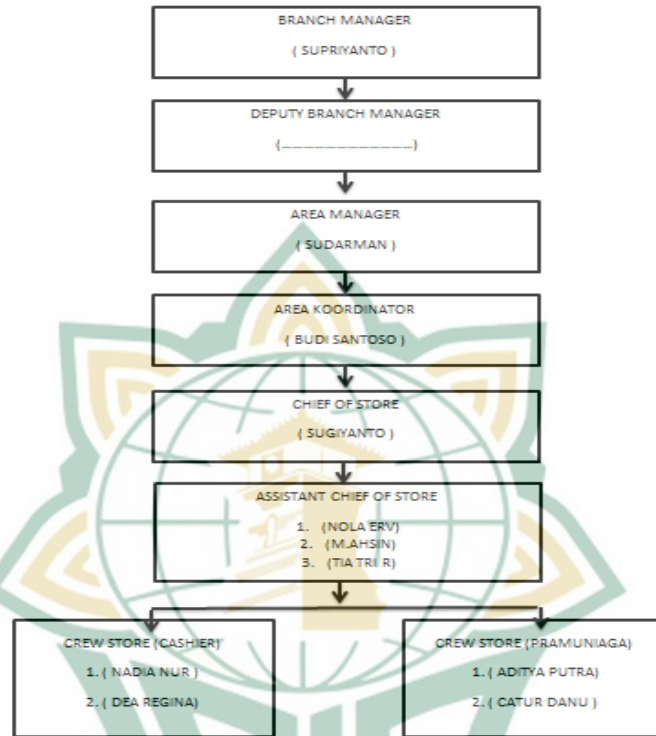 BRANCH MANAGER
( SUPRIYANTO )
DEPUTY BRANCH MANAGER
(...................................)
AREA MANAGER
( SUDARMAN )
AREA KOORDINATOR
( BUDI SANTOSO )
CHIEF OF STORE
( SUGIYANTO )
ASSISTANT CHIEF OF STORE
1. (NOLA ERV)
2. (M.AHSIN)
3. (TIA TRI R)
CREW STORE (CASHIER)
1. ( NADIA NUR )
2. ( DEA REGINA)
CREW STORE (PRAMUNIAGA)
1. ( ADITYA PUTRA)
2. ( CATUR DANU )